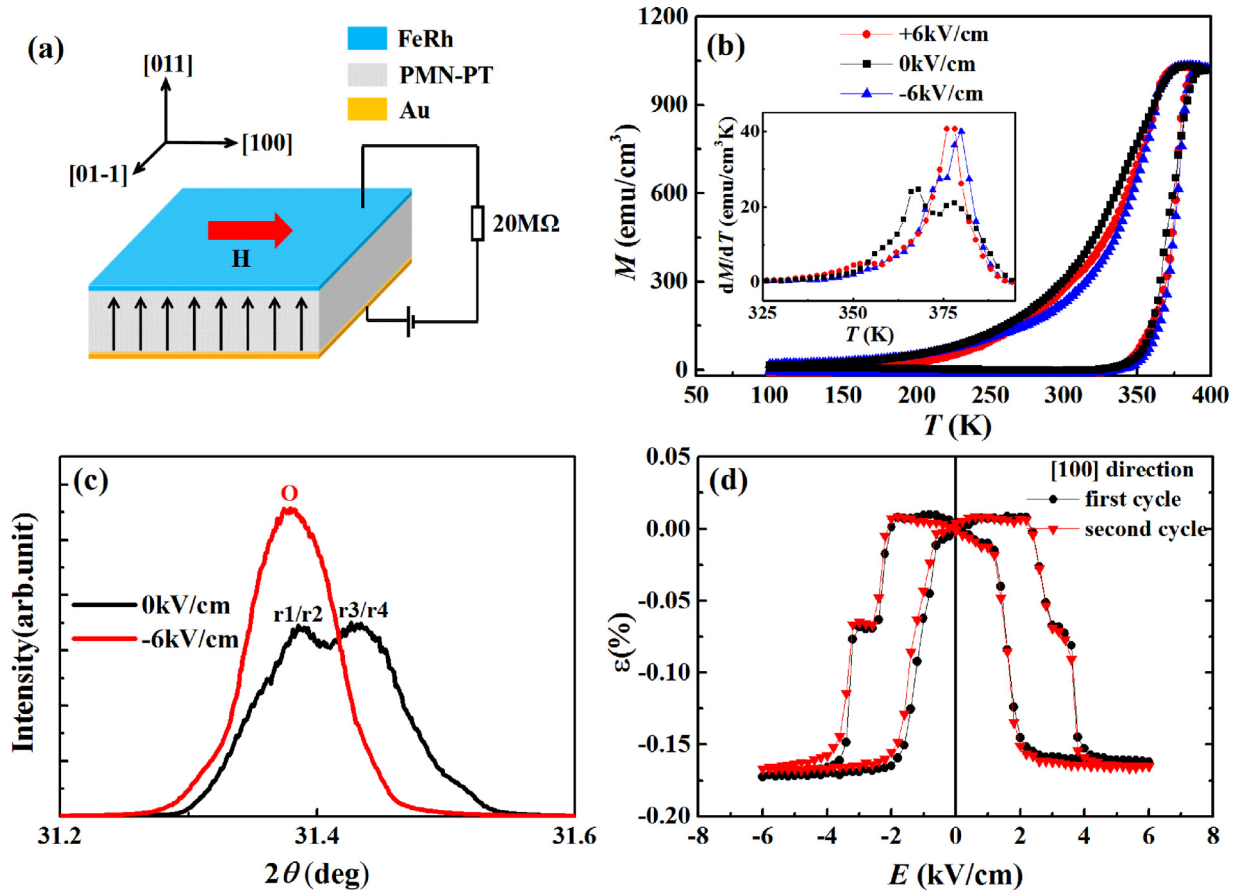 (a)
FeRh
PMN-PT
Au
[011]
[100]
[01-1]
H
20MΩ
(b)
+6kV/cm
0kV/cm
-6kV/cm
M (emu/cm³)
1200
900
600
300
0
50 100 150 200 250 300 350 400
T (K)
dM/dT (emu/cm³K)
40
20
0
325 350 375
T (K)
(c)
O
r1/r2 r3/r4
0kV/cm
-6kV/cm
Intensity(arb.unit)
31.2 31.4 31.6
2θ (deg)
(d)
[100] direction
first cycle
second cycle
ε(%)
0.05
0.00
-0.05
-0.10
-0.15
-0.20
-8 -6 -4 -2 0 2 4 6 8
E (kV/cm)